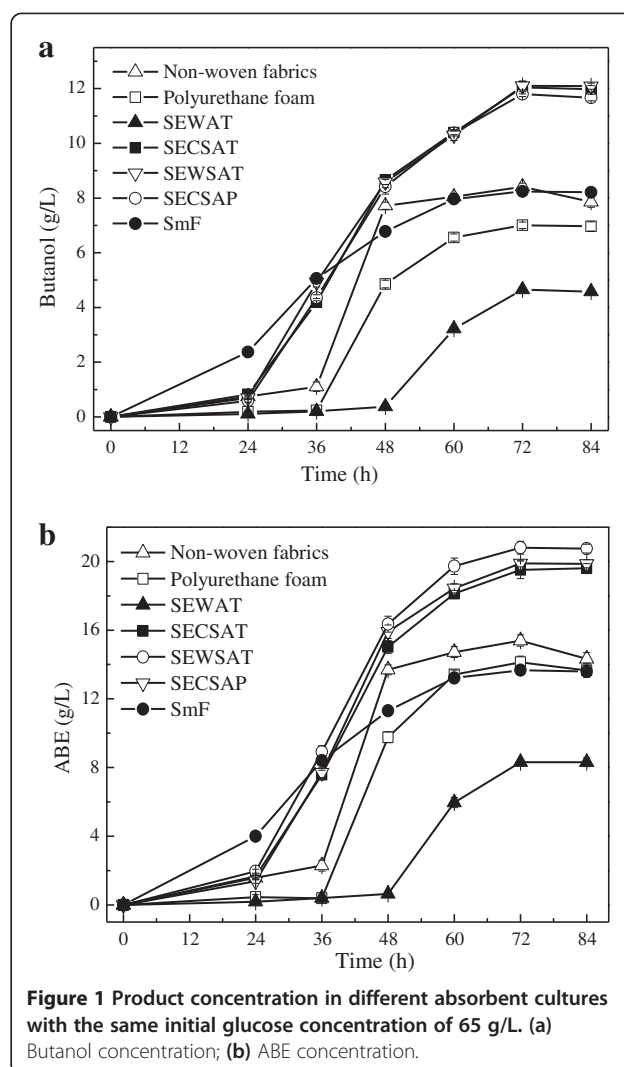 a
Butanol (g/L)
12
10
8
6
4
2
0
Non-woven fabrics
Polyurethane foam
SEWAT
SECSAT
SEWSAT
SECSAP
SmF
0 12 24 36 48 60 72 84
Time (h)
b
ABE (g/L)
20
16
12
8
4
0
Non-woven fabrics
Polyurethane foam
SEWAT
SECSAT
SEWSAT
SECSAP
SmF
0 12 24 36 48 60 72 84
Time (h)
Figure 1 Product concentration in different absorbent cultures
with the same initial glucose concentration of 65 g/L. (a)
Butanol concentration; (b) ABE concentration.